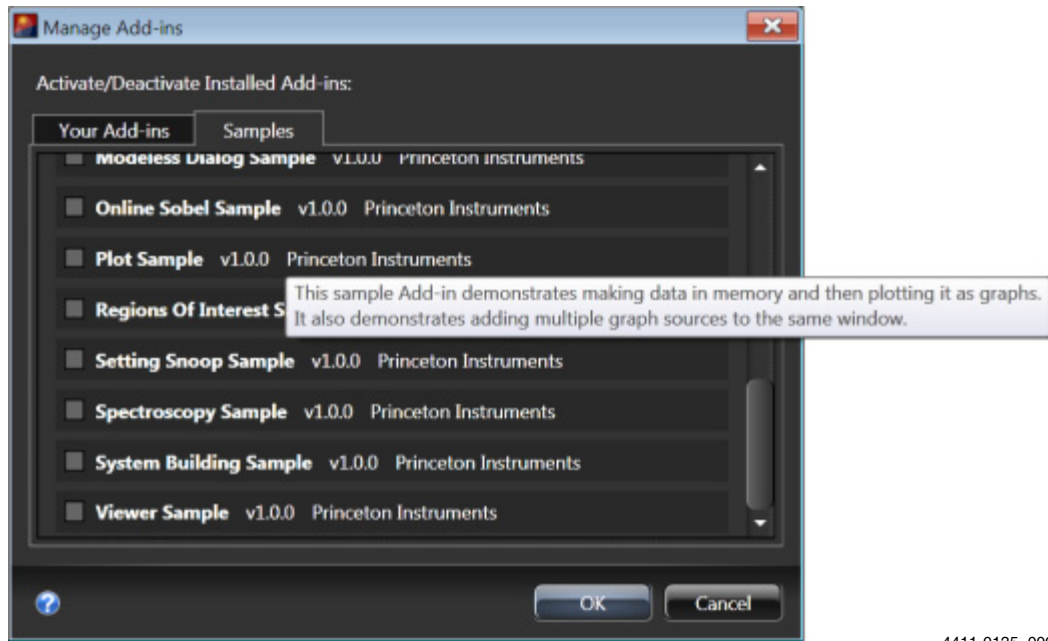 Manage Add-ins
Activate/Deactivate Installed Add-ins:
Your Add-ins Samples
Modeless Dialog Sample v1.0.0 Princeton Instruments
Online Sobel Sample v1.0.0 Princeton Instruments
Plot Sample v1.0.0 Princeton Instruments
This sample Add-in demonstrates making data in memory and then plotting it as graphs.
Regions Of Interest S
It also demonstrates adding multiple graph sources to the same window.
Setting Snoop Sample v1.0.0 Princeton Instruments
Spectroscopy Sample v1.0.0 Princeton Instruments
System Building Sample v1.0.0 Princeton Instruments
Viewer Sample v1.0.0 Princeton Instruments
OK Cancel